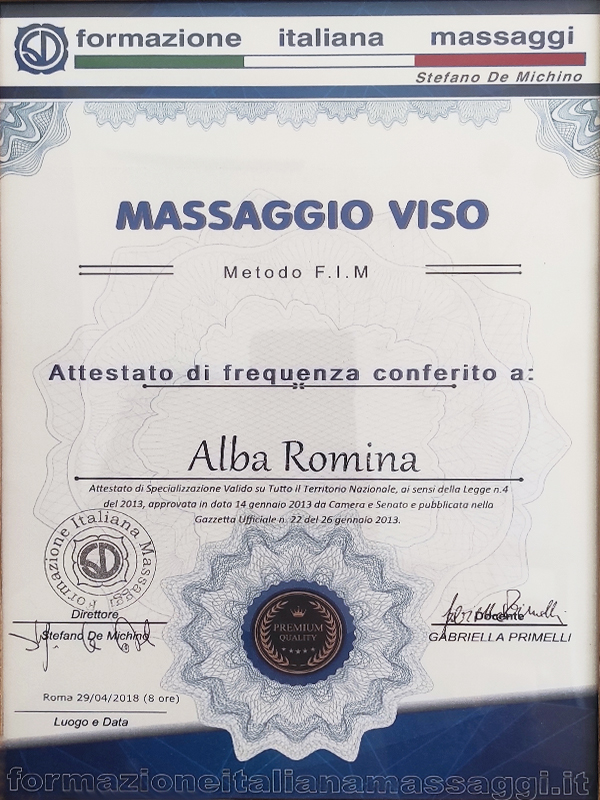 SD
formazione italiana massaggi
Stefano De Michino
MASSAGGIO VISO
Metodo F.I.M
Attestato di frequenza conferito a:
Alba Romina
Attestato di Specializzazione Valido su Tutto il Territorio Nazionale, ai sensi della Legge n.4
del 2013, approvata in data 14 gennaio 2013 da Camera e Senato e pubblicata nella
Gazzetta Ufficiale n. 22 del 26 gennaio 2013.
Formazione Italiana Massaggi
SD
Direttore
Stefano De Michino
PREMIUM
QUALITY
Docente
GABRIELLA PRIMELLI
Roma 29/04/2018 (8 ore)
Luogo e Data
formazioneitalianamassaggi.it